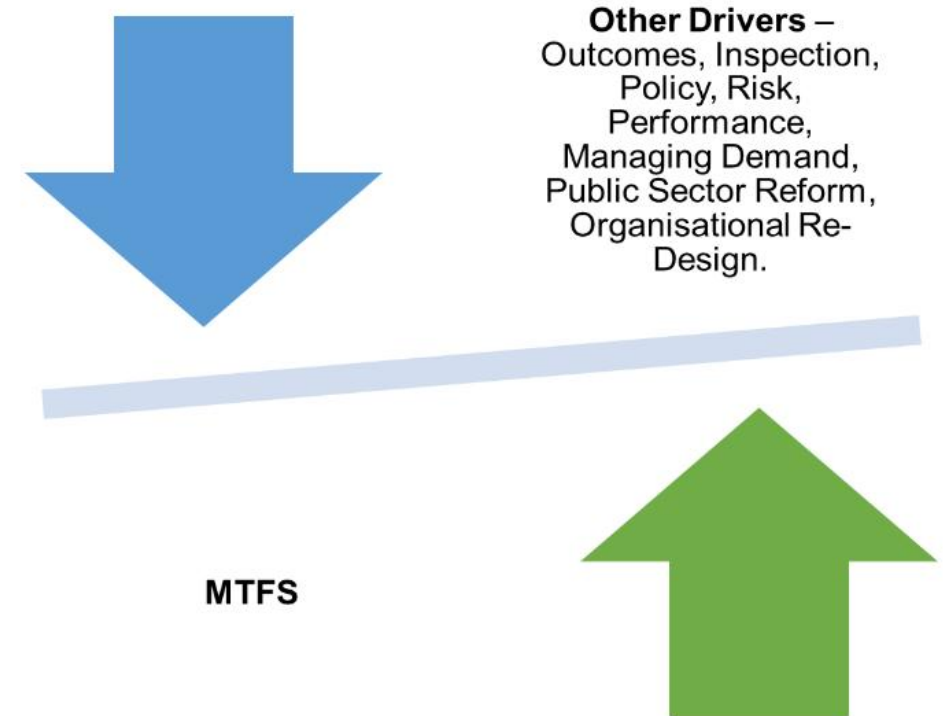 Other Drivers –
Outcomes, Inspection,
Policy, Risk,
Performance,
Managing Demand,
Public Sector Reform,
Organisational Re-
Design.
MTFS